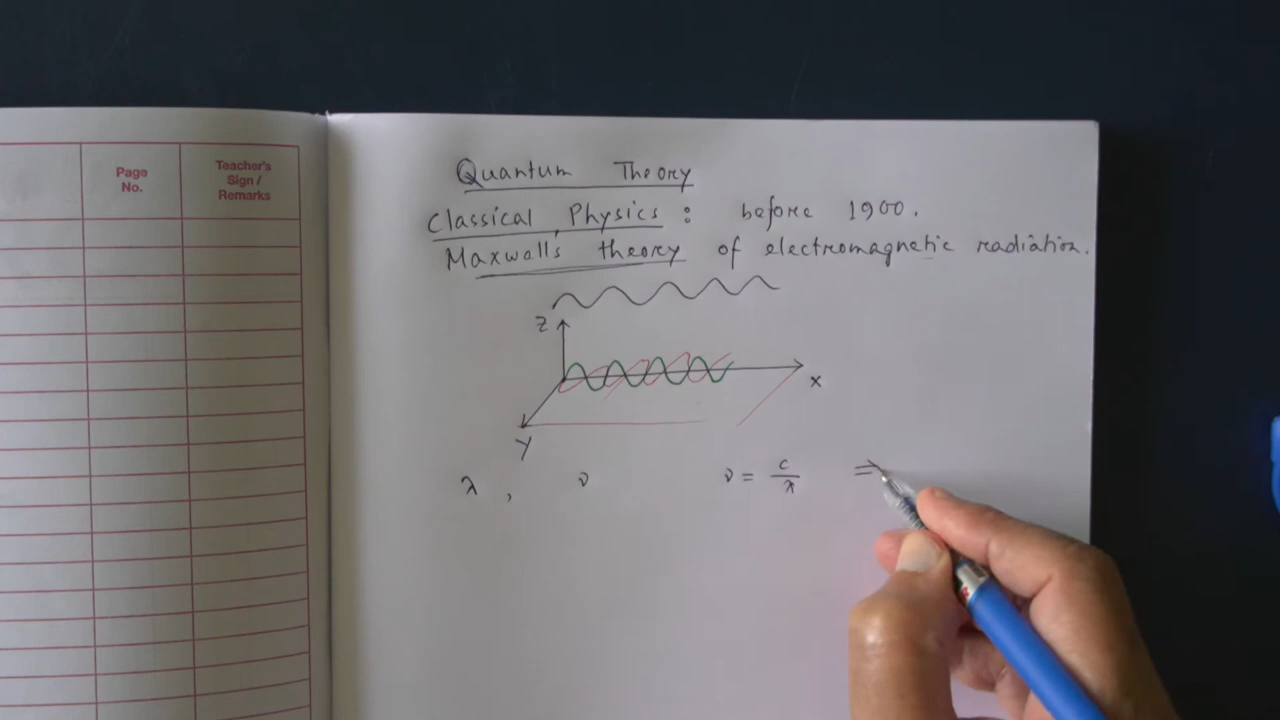 Page
No.
Teacher's
Sign /
Remarks
Quantum Theory
Classical Physics : before 1900.
Maxwall's theory of electromagnetic radiation.
Z
x
Y
λ , ν ν = c/λ ⇒